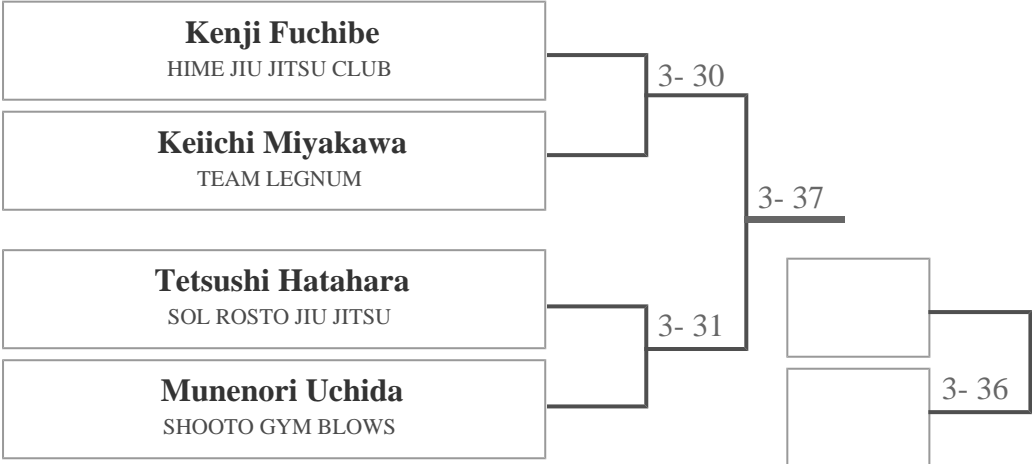 Kenji Fuchibe
HIME JIU JITSU CLUB
3- 30
Keiichi Miyakawa
TEAM LEGNUM
3- 37
Tetsushi Hatahara
SOL ROSTO JIU JITSU
3- 31
Munenori Uchida
SHOOTO GYM BLOWS
3- 36